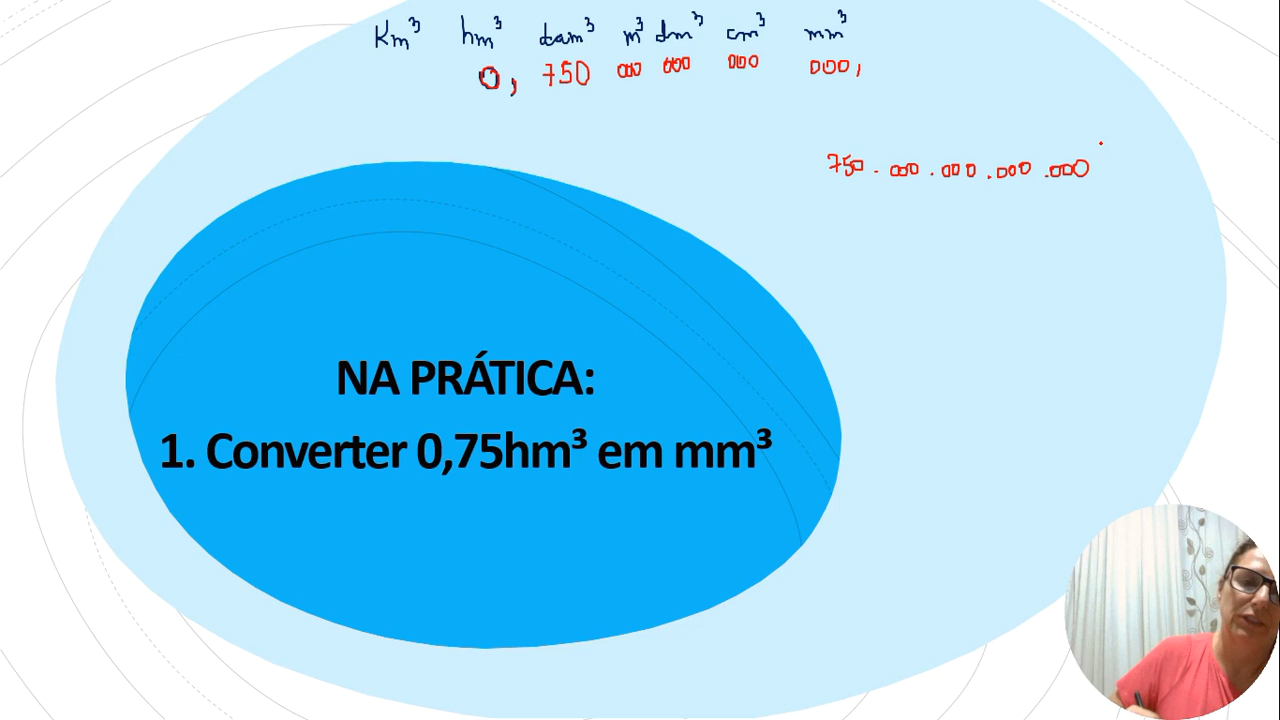 Km³ hm³ dam³ m³ dm³ cm³ mm³
0, 750 000 000 000 000,
750.000.000.000.000
NA PRÁTICA:
1. Converter 0,75hm³ em mm³